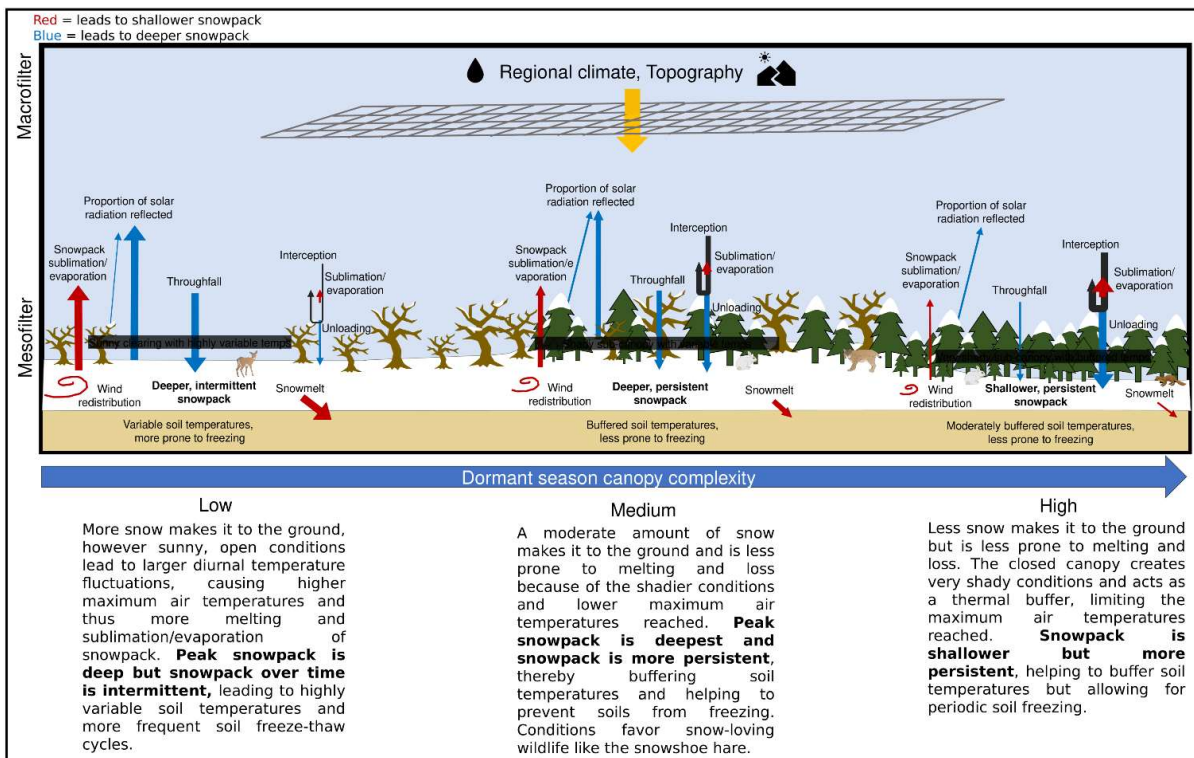 Red = leads to shallower snowpack
Blue = leads to deeper snowpack
Macrofilter
Regional climate, Topography
Mesofilter
Proportion of solar
radiation reflected
Snowpack
sublimation/
evaporation
Throughfall
Interception
Sublimation/
evaporation
Unloading
Sunny clearing with highly variable temps
Wind
redistribution
Deeper, intermittent
snowpack
Snowmelt
Variable soil temperatures,
more prone to freezing
Proportion of solar
radiation reflected
Snowpack
sublimation/e
vaporation
Throughfall
Interception
Sublimation/
evaporation
Unloading
canopy with variable temps
Wind
redistribution
Deeper, persistent
snowpack
Snowmelt
Buffered soil temperatures,
less prone to freezing
Proportion of solar
radiation reflected
Snowpack
sublimation/
evaporation
Throughfall
Interception
Sublimation/
evaporation
Unloading
Wind
redistribution
Shallower, persistent
snowpack
Snowmelt
Moderately buffered soil temperatures,
less prone to freezing
Dormant season canopy complexity
Low
More snow makes it to the ground,
however sunny, open conditions
lead to larger diurnal temperature
fluctuations, causing higher
maximum air temperatures and
thus more melting and
sublimation/evaporation of
snowpack. Peak snowpack is
deep but snowpack over time
is intermittent, leading to highly
variable soil temperatures and
more frequent soil freeze-thaw
cycles.
Medium
A moderate amount of snow
makes it to the ground and is less
prone to melting and loss
because of the shadier conditions
and lower maximum air
temperatures reached. Peak
snowpack is deepest and
snowpack is more persistent,
thereby buffering soil
temperatures and helping to
prevent soils from freezing.
Conditions favor snow-loving
wildlife like the snowshoe hare.
High
Less snow makes it to the ground
but is less prone to melting and
loss. The closed canopy creates
very shady conditions and acts as
a thermal buffer, limiting the
maximum air temperatures
reached. Snowpack is
shallower but more
persistent, helping to buffer soil
temperatures but allowing for
periodic soil freezing.